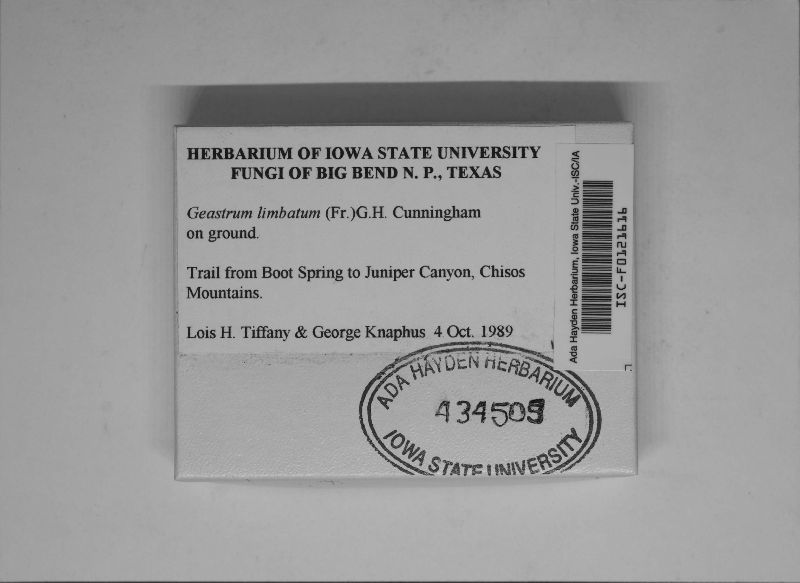 HERBARIUM OF IOWA STATE UNIVERSITY
FUNGI OF BIG BEND N. P., TEXAS
Geastrum limbatum (Fr.)G.H. Cunningham
on ground.
Trail from Boot Spring to Juniper Canyon, Chisos
Mountains.
Lois H. Tiffany & George Knaphus 4 Oct. 1989
Ada Hayden Herbarium, Iowa State Univ.-ISC/IA
ISC-F0121616
ADA HAYDEN HERBARIUM
434509
IOWA STATE UNIVERSITY